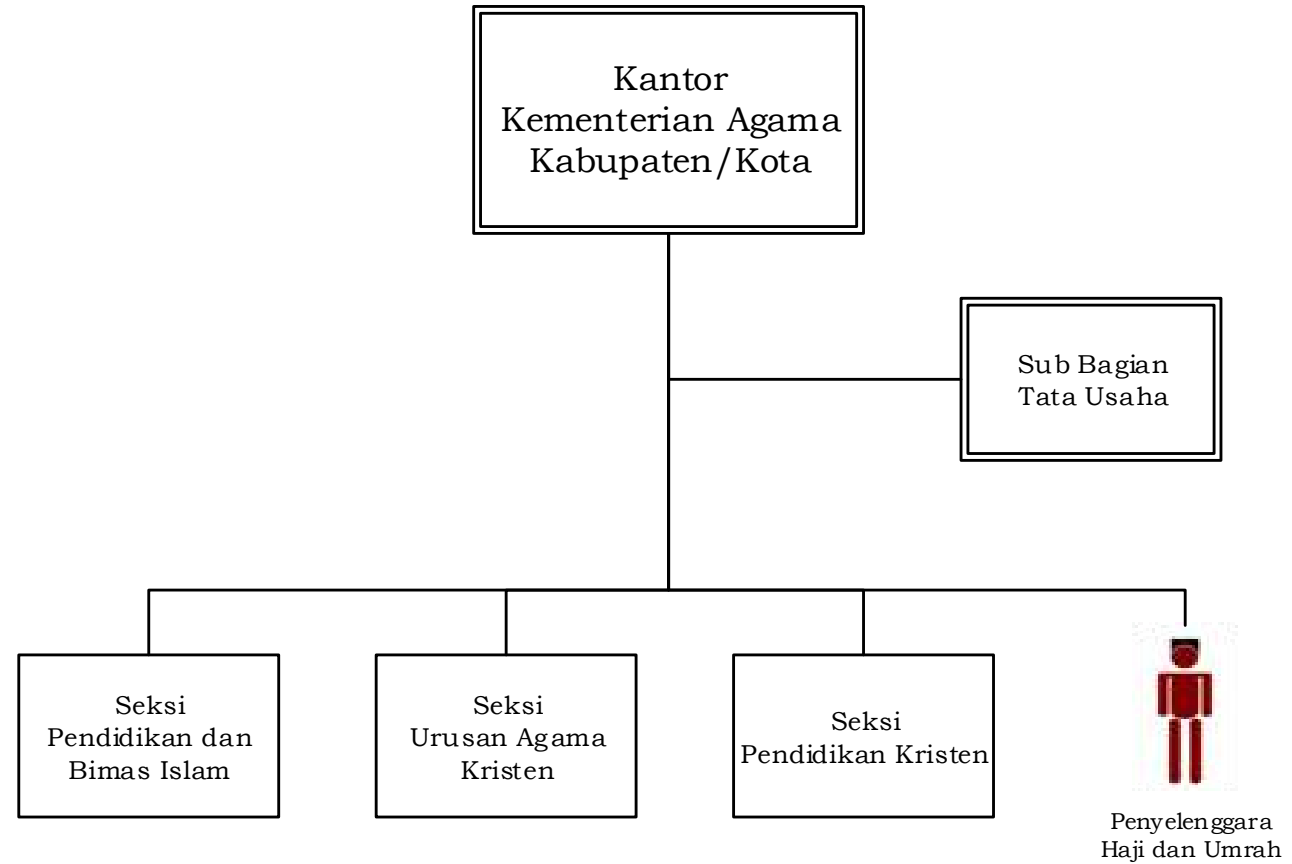 Kantor
Kementerian Agama
Kabupaten/Kota
Sub Bagian
Tata Usaha
Seksi
Pendidikan dan
Bimas Islam
Seksi
Urusan Agama
Kristen
Seksi
Pendidikan Kristen
Penyelenggara
Haji dan Umrah